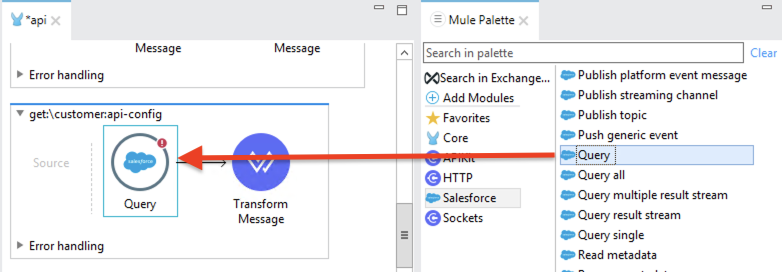 *api
Message
Message
Error handling
get:\customer:api-config
Source
salesforce
Query
Transform
Message
Error handling
Mule Palette
Search in palette
Clear
Search in Exchange...
Add Modules
Favorites
Core
APIKit
HTTP
Salesforce
Sockets
Publish platform event message
Publish streaming channel
Publish topic
Push generic event
Query
Query all
Query multiple result stream
Query result stream
Query single
Read metadata